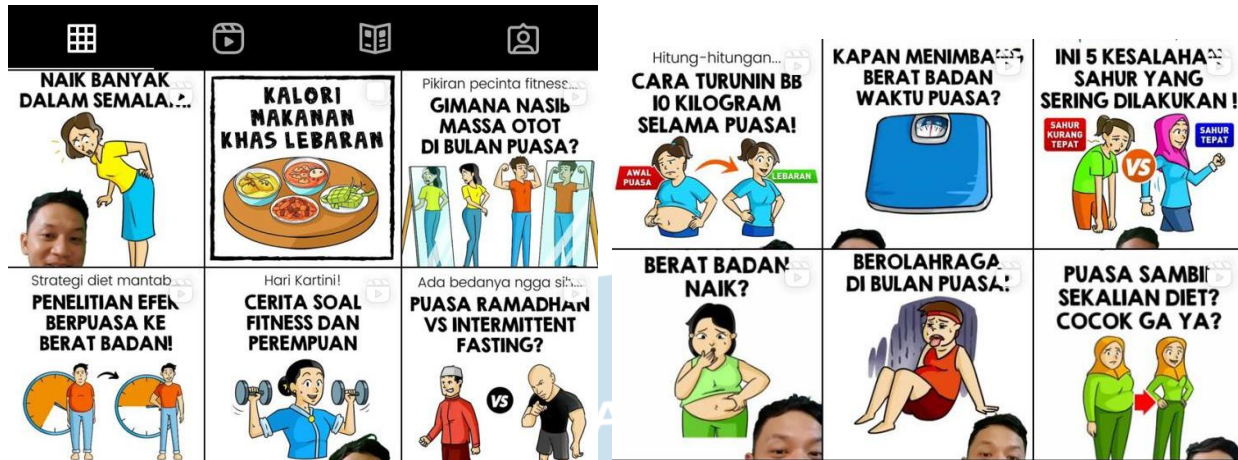 NAIK BANYAK
DALAM SEMALAM
KALORI
MAKANAN
KHAS LEBARAN
Pikiran pecinta fitness...
GIMANA NASIB
MASSA OTOT
DI BULAN PUASA?
Strategi diet mantab
PENELITIAN EFEK
BERPUASA KE
BERAT BADAN!
Hari Kartini!
CERITA SOAL
FITNESS DAN
PEREMPUAN
Ada bedanya ngga sih...
PUASA RAMADHAN
VS INTERMITTENT
FASTING?
VS
Hitung-hitungan...
CARA TURUNIN BB
10 KILOGRAM
SELAMA PUASA!
AWAL
PUASA
LEBARAN
KAPAN MENIMBANG
BERAT BADAN
WAKTU PUASA?
INI 5 KESALAHAN
SAHUR YANG
SERING DILAKUKAN !
SAHUR
KURANG
TEPAT
VS
SAHUR
TEPAT
BERAT BADAN
NAIK?
BEROLAHRAGA
DI BULAN PUASA!
PUASA SAMBIL
SEKALIAN DIET?
COCOK GA YA?